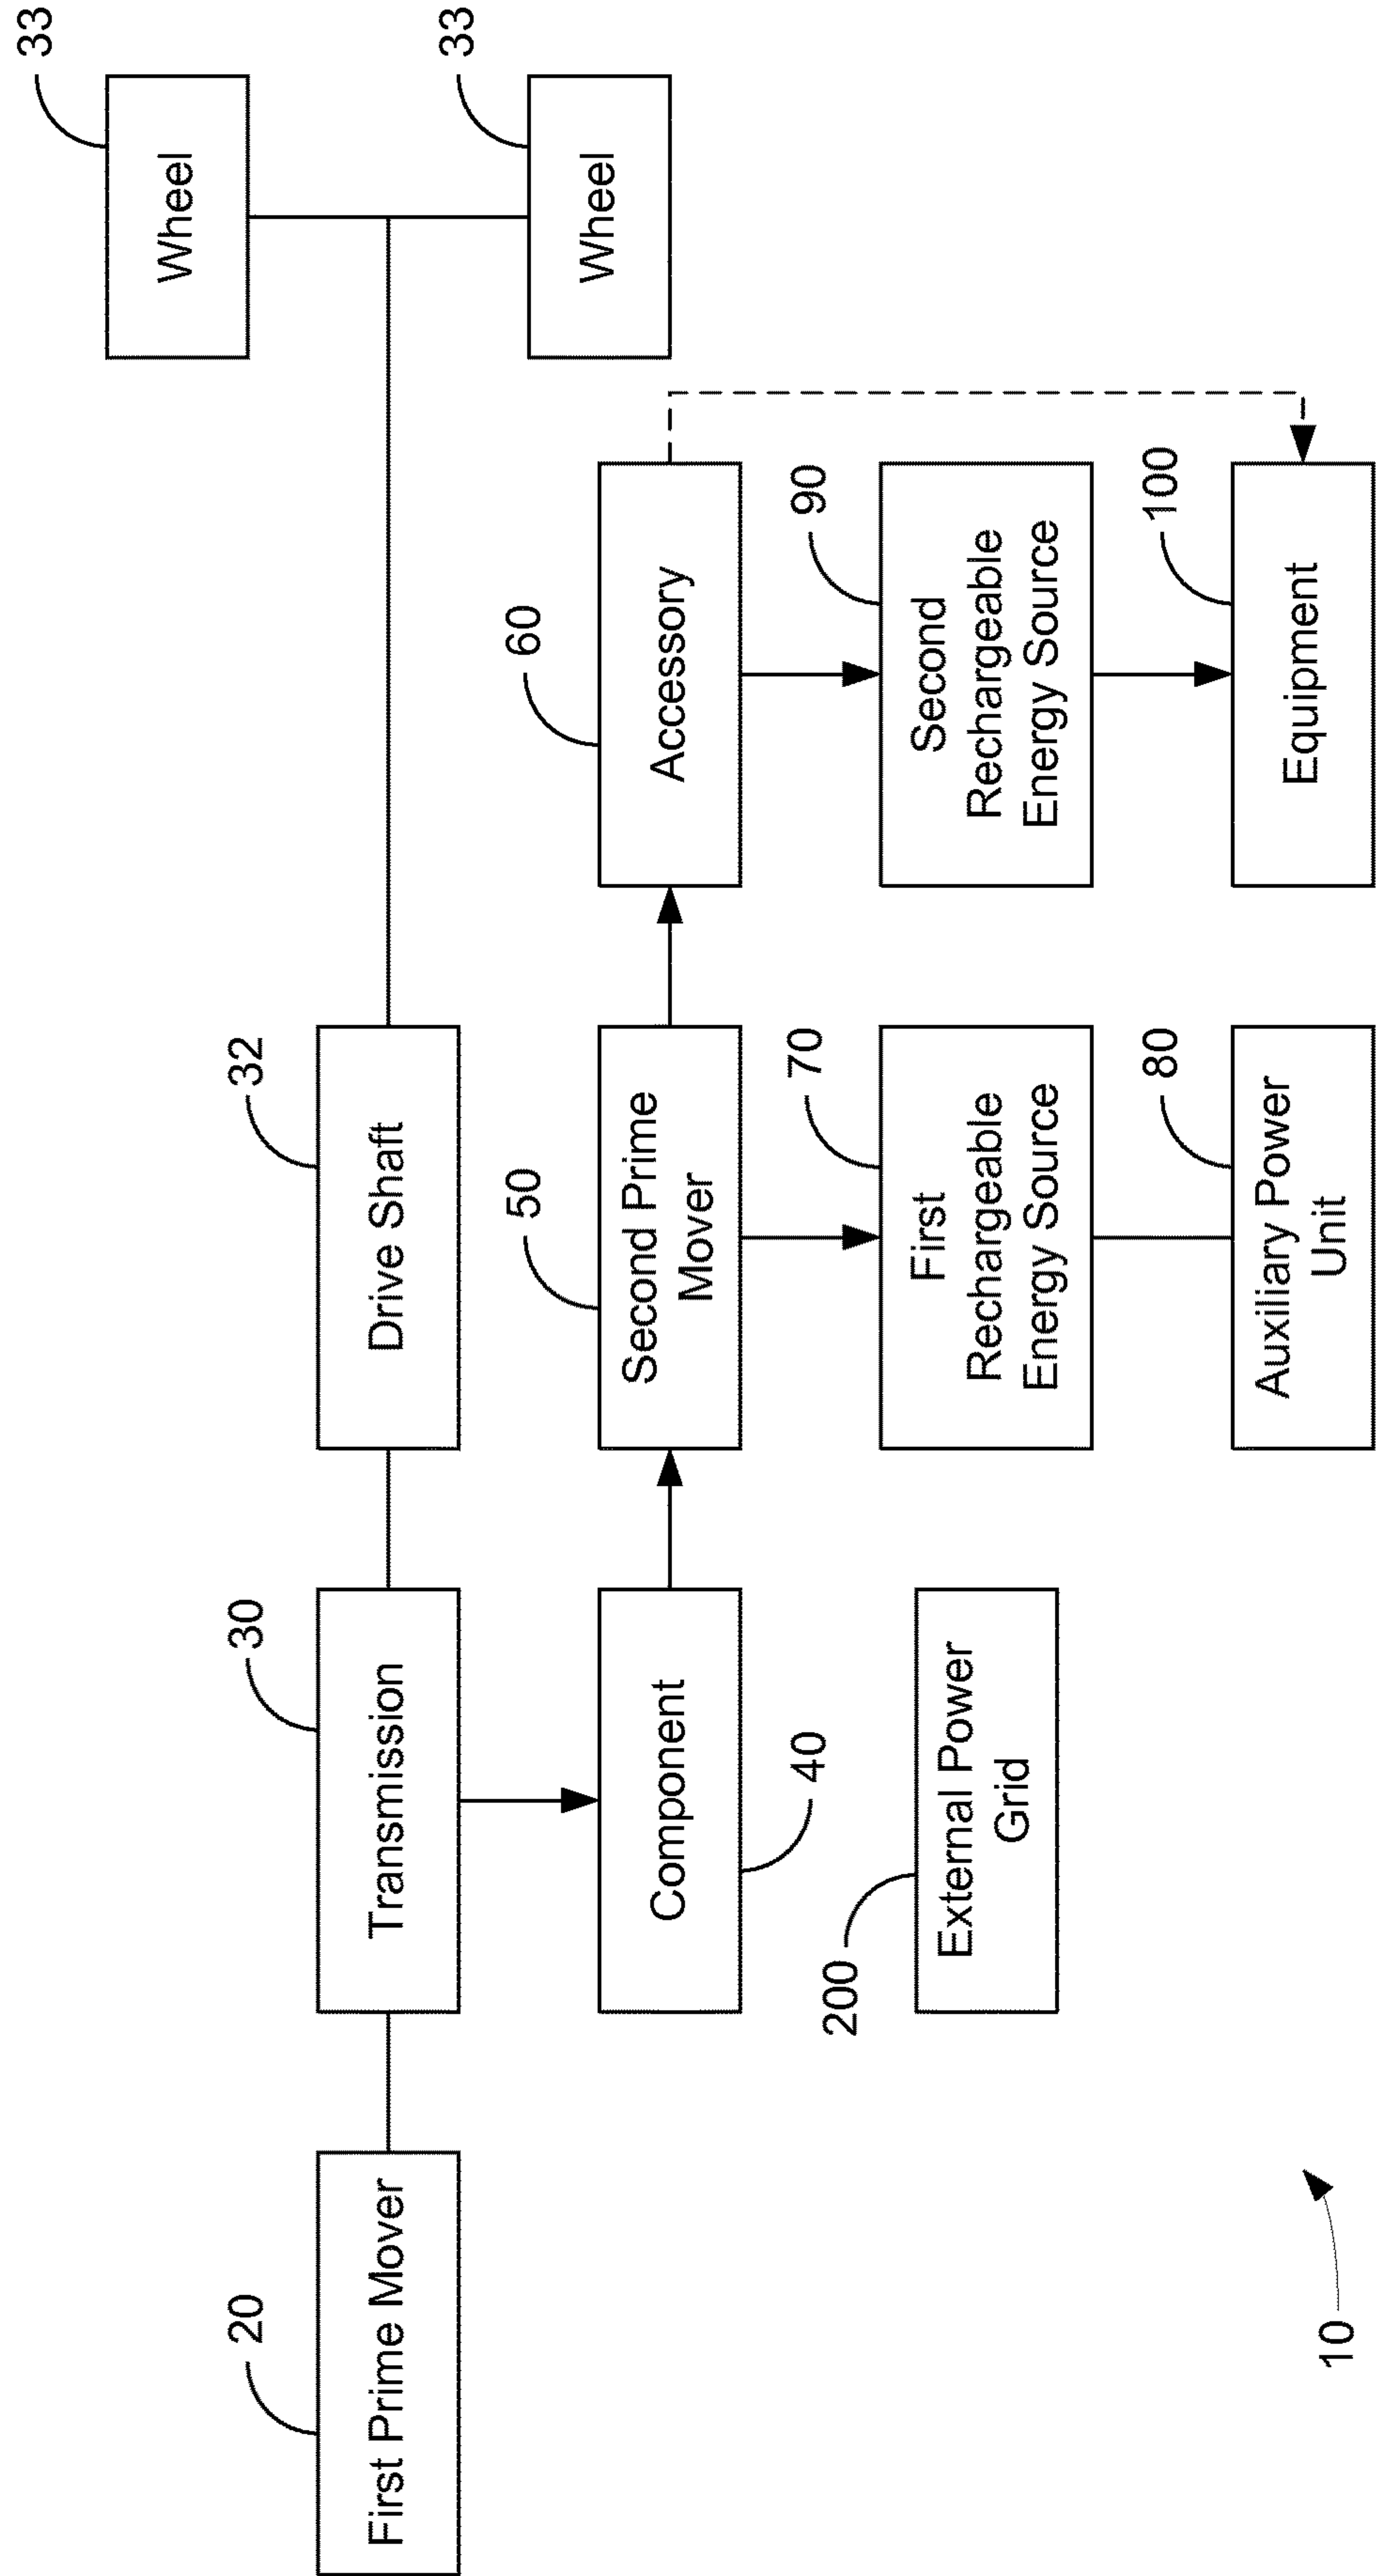 33
Wheel
33
Wheel
20
First Prime Mover
30
Transmission
32
Drive Shaft
Component
40
50
Second Prime
Mover
60
Accessory
200
External Power
Grid
70
First
Rechargeable
Energy Source
90
Second
Rechargeable
Energy Source
80
Auxiliary Power
Unit
100
Equipment
10